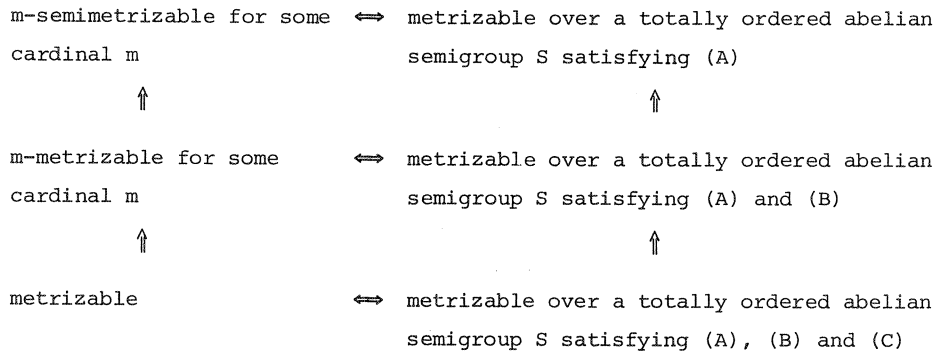 m-semimetrizable for some ⇔ metrizable over a totally ordered abelian
cardinal m semigroup S satisfying (A)
⇑ ⇑
m-metrizable for some ⇔ metrizable over a totally ordered abelian
cardinal m semigroup S satisfying (A) and (B)
⇑ ⇑
metrizable ⇔ metrizable over a totally ordered abelian
semigroup S satisfying (A), (B) and (C)